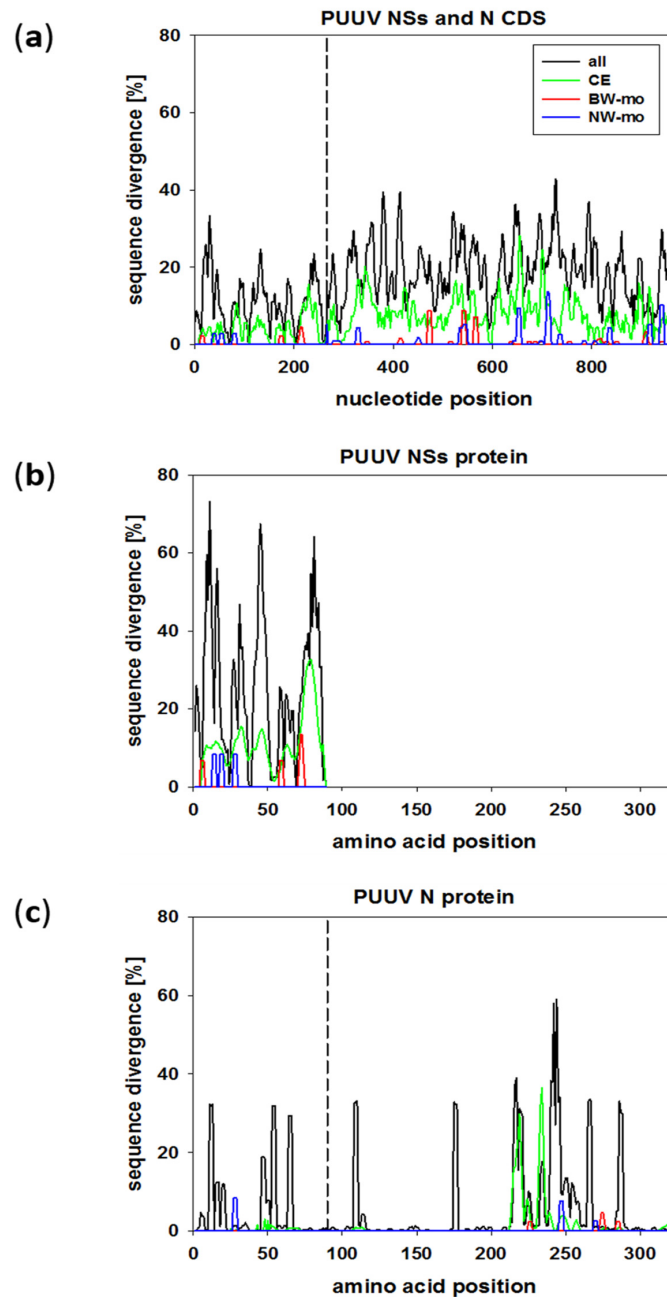 (a)
PUUV NSs and N CDS
80
60
40
20
0
sequence divergence [%]
all
CE
BW-mo
NW-mo
0 200 400 600 800
nucleotide position
(b)
PUUV NSs protein
80
60
40
20
0
sequence divergence [%]
0 50 100 150 200 250 300
amino acid position
(c)
PUUV N protein
80
60
40
20
0
sequence divergence [%]
0 50 100 150 200 250 300
amino acid position